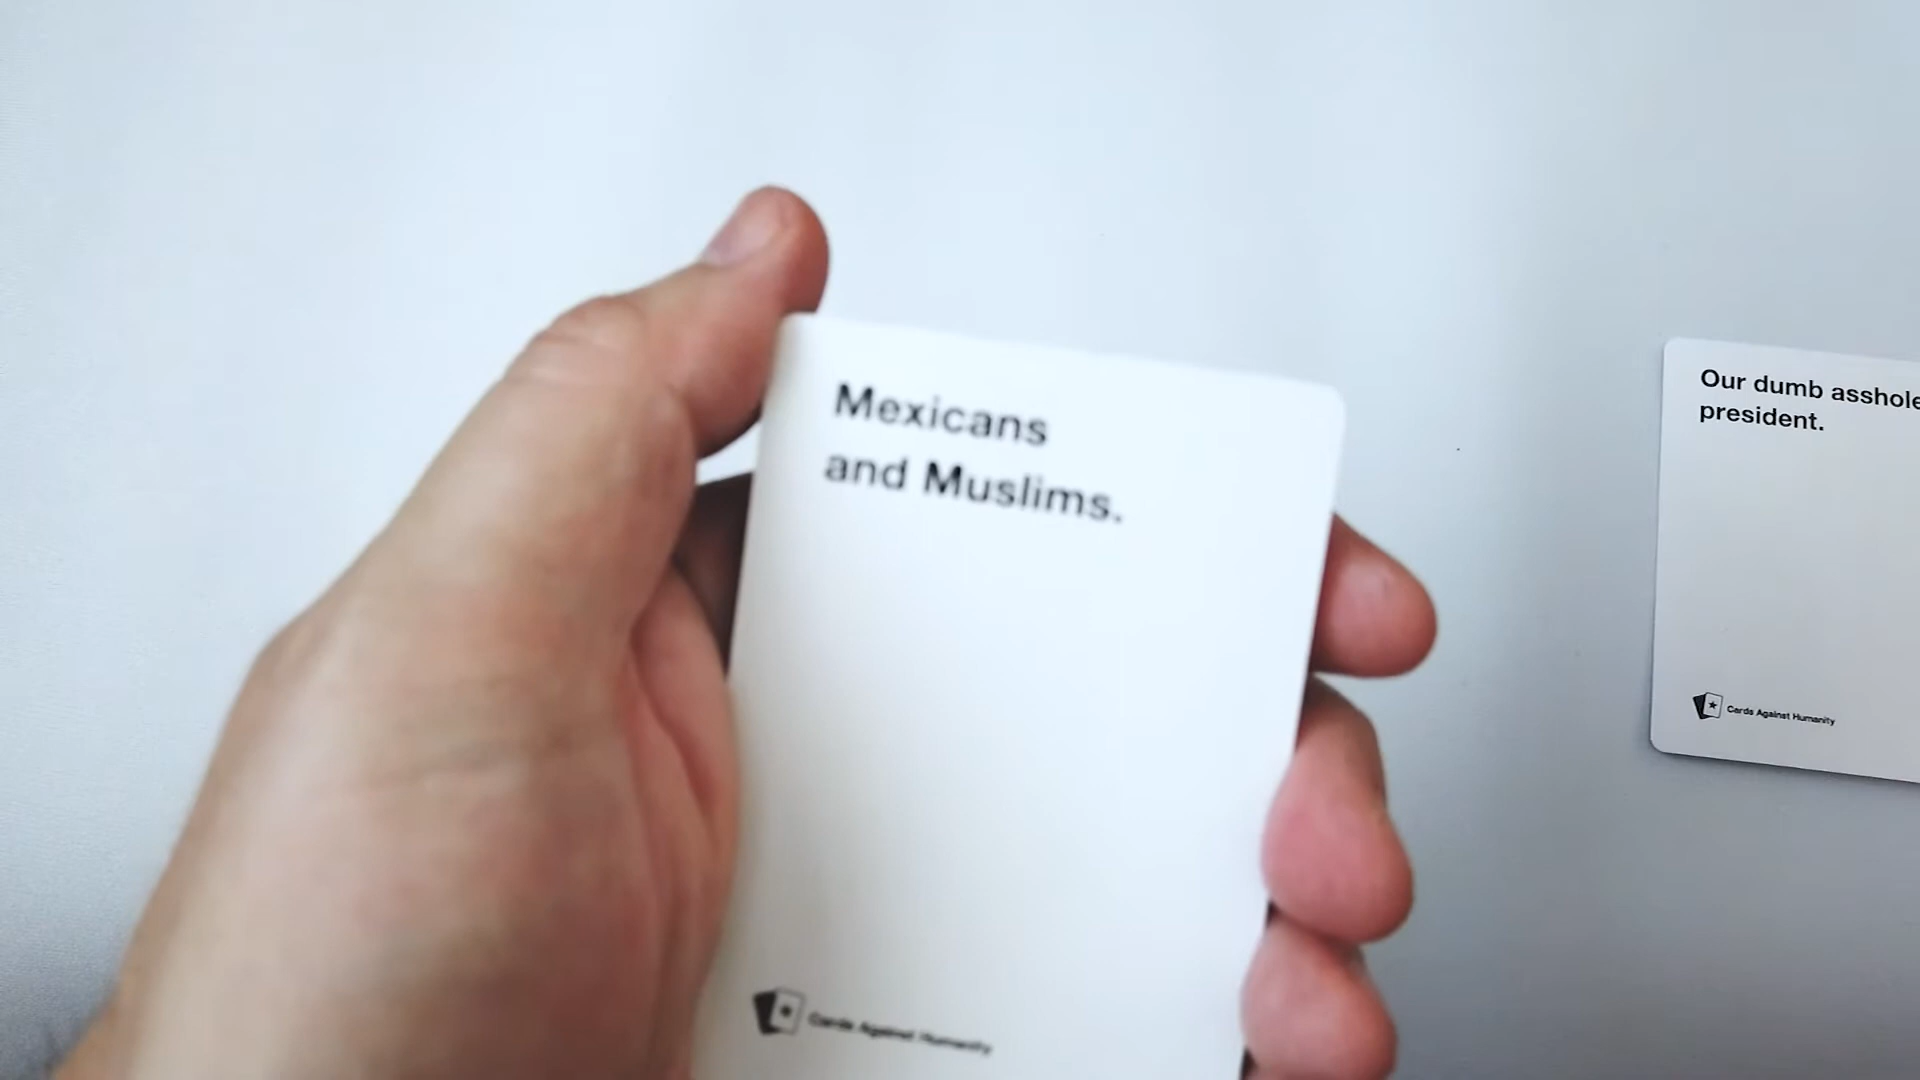 Mexicans
and Muslims.
Cards Against Humanity
Our dumb asshole
president.
Cards Against Humanity